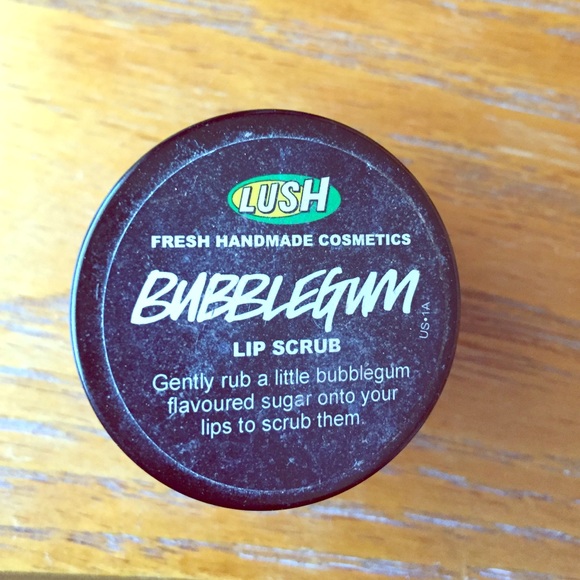 LUSH
FRESH HANDMADE COSMETICS
BUBBLEGUM
US•1A
LIP SCRUB
Gently rub a little bubblegum
flavoured sugar onto your
lips to scrub them.